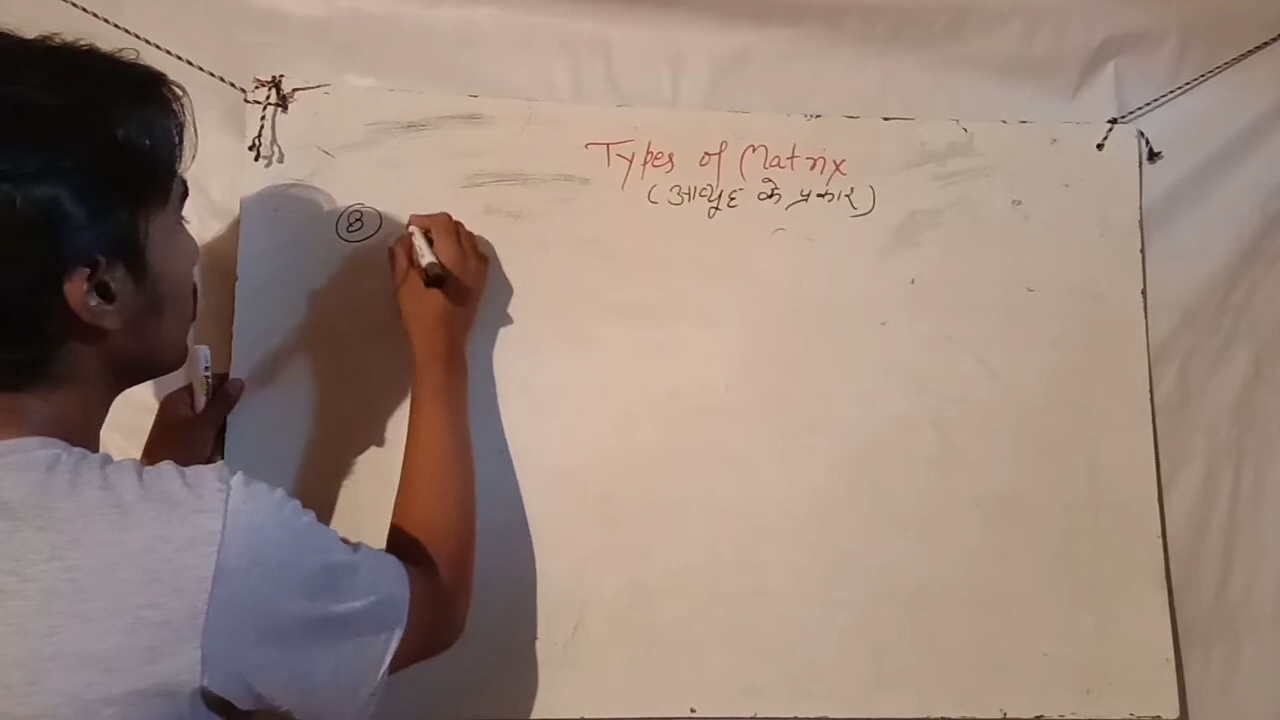 Types of Matrix
(आव्युह के प्रकार)
8